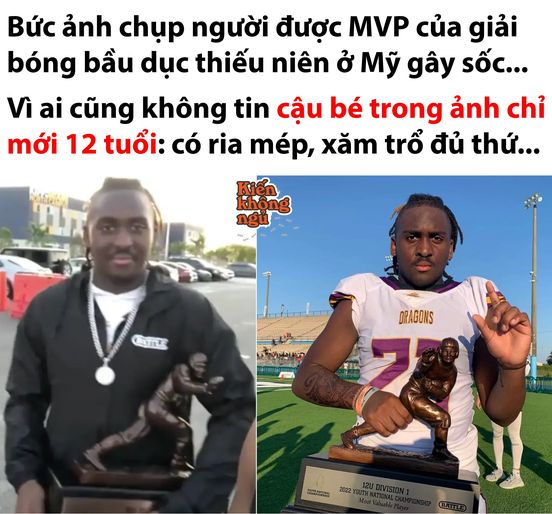 Bức ảnh chụp người được MVP của giải
bóng bầu dục thiếu niên ở Mỹ gây sốc...
Vì ai cũng không tin cậu bé trong ảnh chỉ
mới 12 tuổi: có ria mép, xăm trổ đủ thứ...
Kiến
không
ngủ
BATTLE
DRAGONS
12U DIVISION 1
2022 YOUTH NATIONAL CHAMPIONSHIP
Most Valuable Player
BATTLE